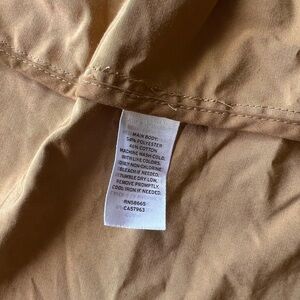 MAIN BODY:
54% POLYESTER
46% COTTON
MACHINE WASH COLD
WITH LIKE COLORS.
ONLY NON-CHLORINE
BLEACH IF NEEDED.
TUMBLE DRY LOW.
REMOVE PROMPTLY.
COOL IRON IF NEEDED.
RN58665
CA57963